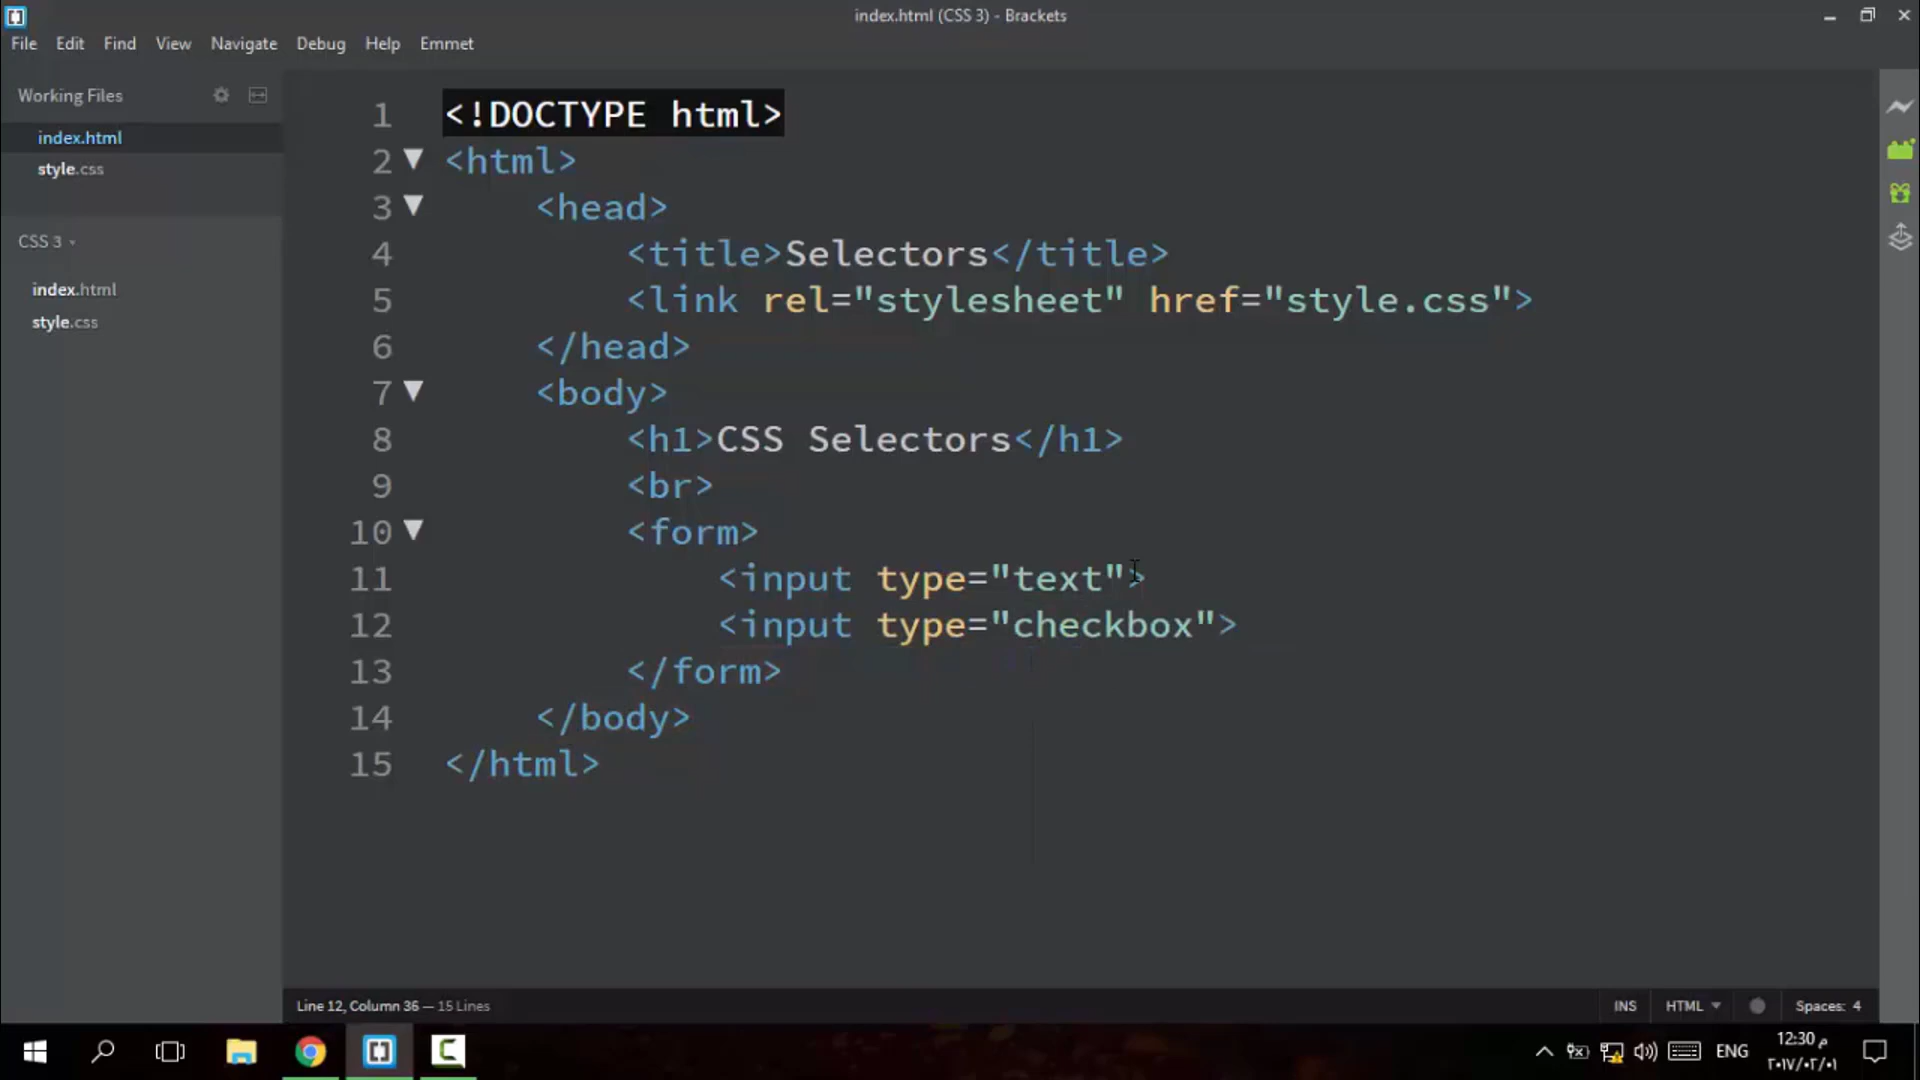 index.html (CSS 3) - Brackets
File Edit Find View Navigate Debug Help Emmet
Working Files
index.html
style.css
CSS 3
index.html
style.css
1 <!DOCTYPE html>
2 <html>
3 <head>
4 <title>Selectors</title>
5 <link rel="stylesheet" href="style.css">
6 </head>
7 <body>
8 <h1>CSS Selectors</h1>
9 <br>
10 <form>
11 <input type="text">
12 <input type="checkbox">
13 </form>
14 </body>
15 </html>
Line 12, Column 36 — 15 Lines
INS HTML Spaces: 4
ENG
12:30 م
٢٠١٧/٠٢/٠١